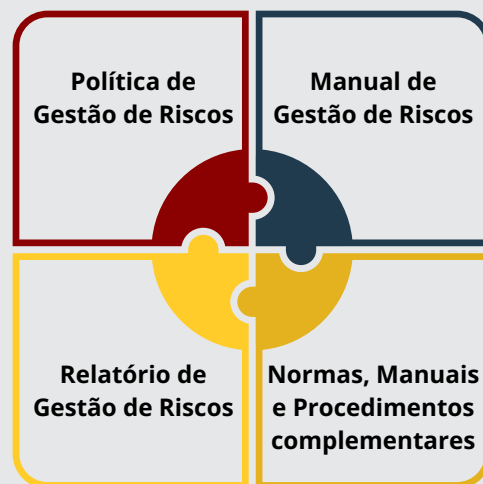 Política de
Gestão de Riscos
Manual de
Gestão de Riscos
Relatório de
Gestão de Riscos
Normas, Manuais
e Procedimentos
complementares